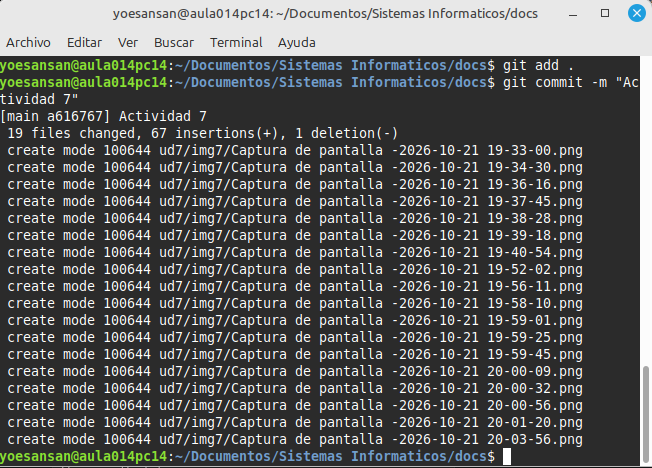 yoesansan@aula014pc14: ~/Documentos/Sistemas Informaticos/docs
Archivo Editar Ver Buscar Terminal Ayuda
yoesansan@aula014pc14:~/Documentos/Sistemas Informaticos/docs$ git add .
yoesansan@aula014pc14:~/Documentos/Sistemas Informaticos/docs$ git commit -m "Ac
tividad 7"
[main a616767] Actividad 7
 19 files changed, 67 insertions(+), 1 deletion(-)
 create mode 100644 ud7/img7/Captura de pantalla -2026-10-21 19-33-00.png
 create mode 100644 ud7/img7/Captura de pantalla -2026-10-21 19-34-30.png
 create mode 100644 ud7/img7/Captura de pantalla -2026-10-21 19-36-16.png
 create mode 100644 ud7/img7/Captura de pantalla -2026-10-21 19-37-45.png
 create mode 100644 ud7/img7/Captura de pantalla -2026-10-21 19-38-28.png
 create mode 100644 ud7/img7/Captura de pantalla -2026-10-21 19-39-18.png
 create mode 100644 ud7/img7/Captura de pantalla -2026-10-21 19-40-54.png
 create mode 100644 ud7/img7/Captura de pantalla -2026-10-21 19-52-02.png
 create mode 100644 ud7/img7/Captura de pantalla -2026-10-21 19-56-11.png
 create mode 100644 ud7/img7/Captura de pantalla -2026-10-21 19-58-10.png
 create mode 100644 ud7/img7/Captura de pantalla -2026-10-21 19-59-01.png
 create mode 100644 ud7/img7/Captura de pantalla -2026-10-21 19-59-25.png
 create mode 100644 ud7/img7/Captura de pantalla -2026-10-21 19-59-45.png
 create mode 100644 ud7/img7/Captura de pantalla -2026-10-21 20-00-09.png
 create mode 100644 ud7/img7/Captura de pantalla -2026-10-21 20-00-32.png
 create mode 100644 ud7/img7/Captura de pantalla -2026-10-21 20-00-56.png
 create mode 100644 ud7/img7/Captura de pantalla -2026-10-21 20-01-20.png
 create mode 100644 ud7/img7/Captura de pantalla -2026-10-21 20-03-56.png
yoesansan@aula014pc14:~/Documentos/Sistemas Informaticos/docs$